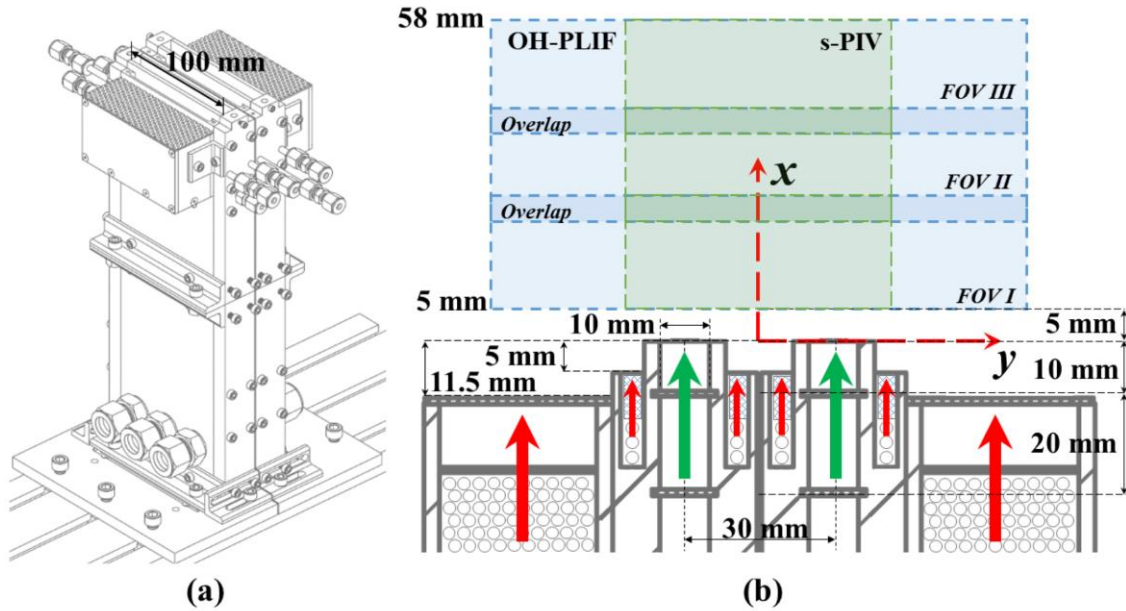 100 mm
(a)
58 mm
OH-PLIF
s-PIV
FOV III
Overlap
x
FOV II
Overlap
5 mm
FOV I
10 mm
5 mm
5 mm
y
10 mm
11.5 mm
20 mm
30 mm
(b)